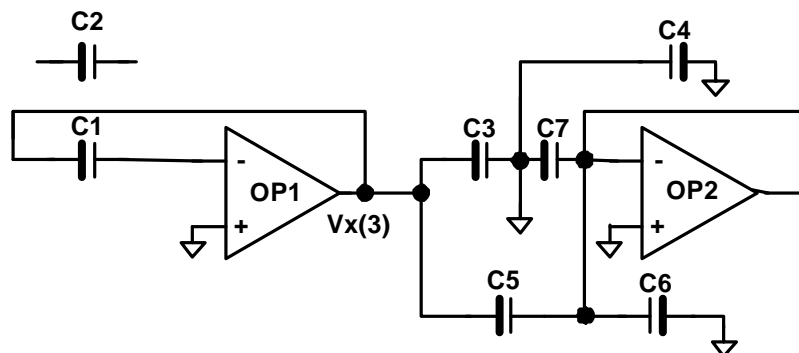 C2
C4
C1
C3
C7
-
-
OP1
OP2
+
Vx(3)
+
C5
C6